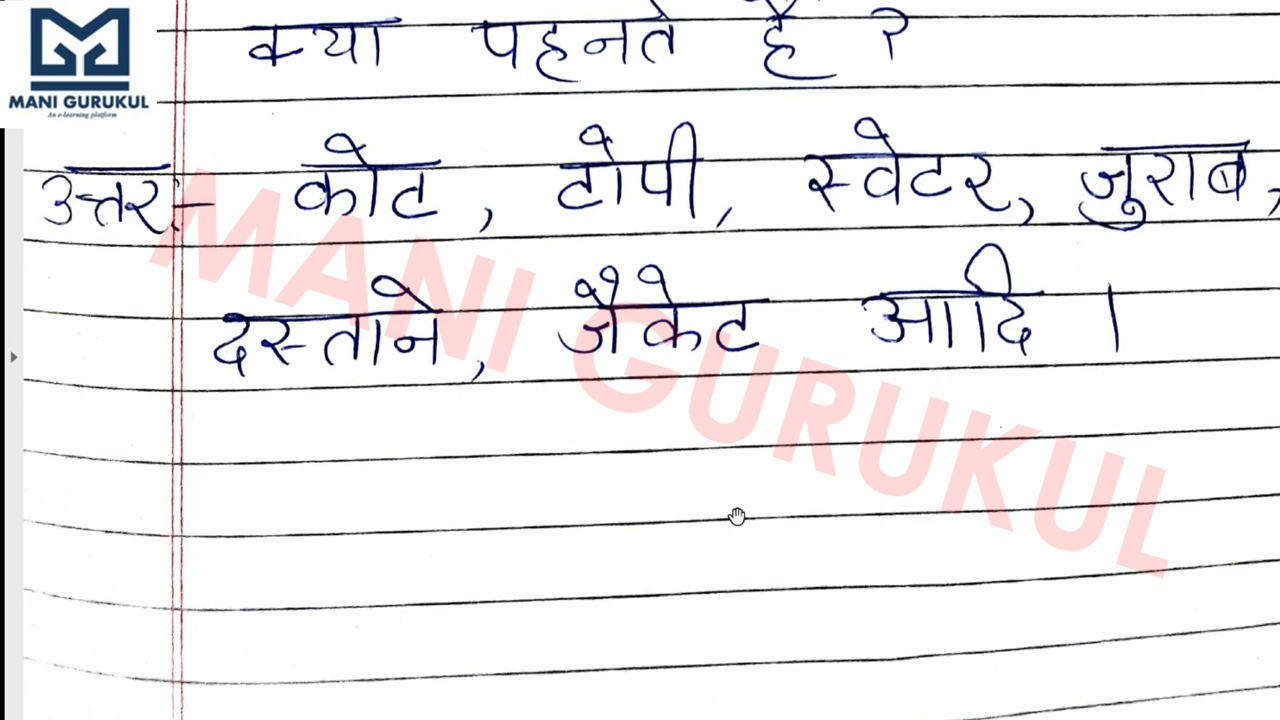 MANI GURUKUL
An e-learning platform
क्या पहनते हैं ?
उत्तर:- कोट, टोपी, स्वेटर, जुराब,
दस्ताने, जैकेट आदि ।
MANI GURUKUL